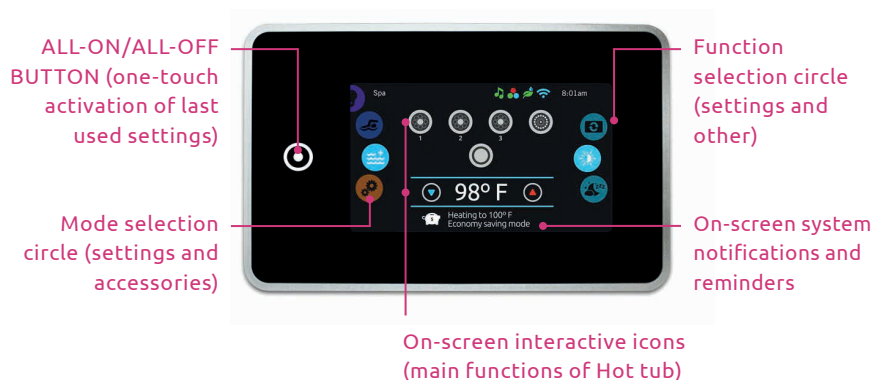 ALL-ON/ALL-OFF
BUTTON (one-touch
activation of last
used settings)
Mode selection
circle (settings and
accessories)
Spa
8:01am
1
2
3
98° F
Heating to 100° F
Economy saving mode
Function
selection circle
(settings and
other)
On-screen system
notifications and
reminders
On-screen interactive icons
(main functions of Hot tub)